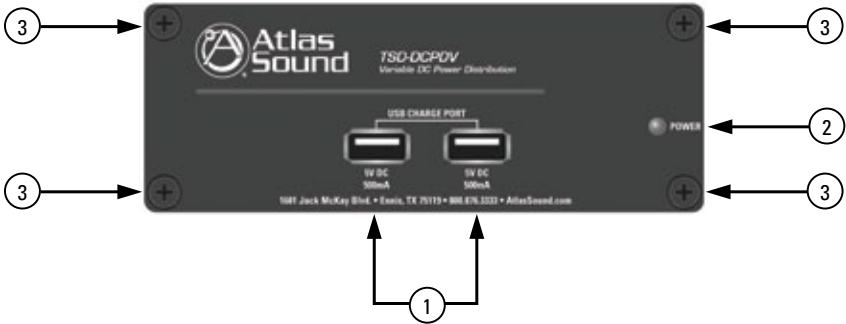 3
3
Atlas
Sound
TSD-DCPDV
Variable DC Power Distribution
USB CHARGE PORT
POWER
2
5V DC
500mA
5V DC
500mA
3
3
1601 Jack McKay Blvd. • Ennis, TX 75119 • 800.876.3333 • AtlasSound.com
1